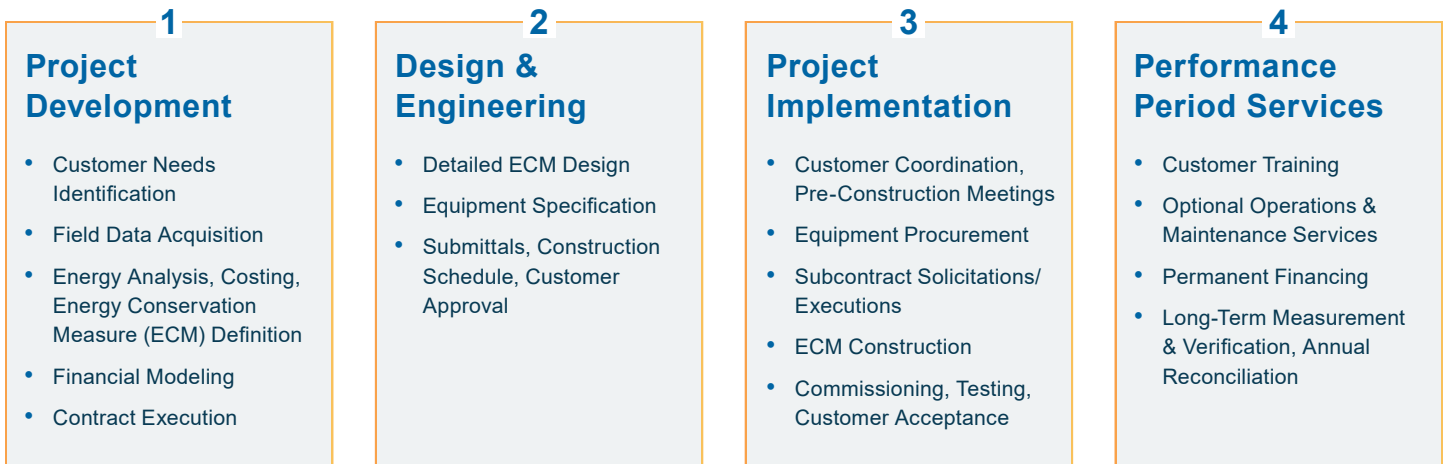 1
Project
Development
• Customer Needs
Identification
• Field Data Acquisition
• Energy Analysis, Costing,
Energy Conservation
Measure (ECM) Definition
• Financial Modeling
• Contract Execution
2
Design &
Engineering
• Detailed ECM Design
• Equipment Specification
• Submittals, Construction
Schedule, Customer
Approval
3
Project
Implementation
• Customer Coordination,
Pre-Construction Meetings
• Equipment Procurement
• Subcontract Solicitations/
Executions
• ECM Construction
• Commissioning, Testing,
Customer Acceptance
4
Performance
Period Services
• Customer Training
• Optional Operations &
Maintenance Services
• Permanent Financing
• Long-Term Measurement
& Verification, Annual
Reconciliation